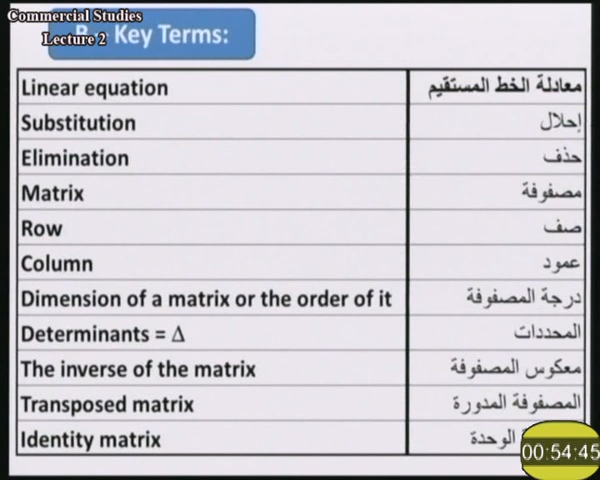 Commercial Studies
Lecture 2
Key Terms:
Linear equation معادلة الخط المستقيم
Substitution إحلال
Elimination حذف
Matrix مصفوفة
Row صف
Column عمود
Dimension of a matrix or the order of it درجة المصفوفة
Determinants = Δ المحددات
The inverse of the matrix معكوس المصفوفة
Transposed matrix المصفوفة المدورة
Identity matrix الوحدة
00:54:45